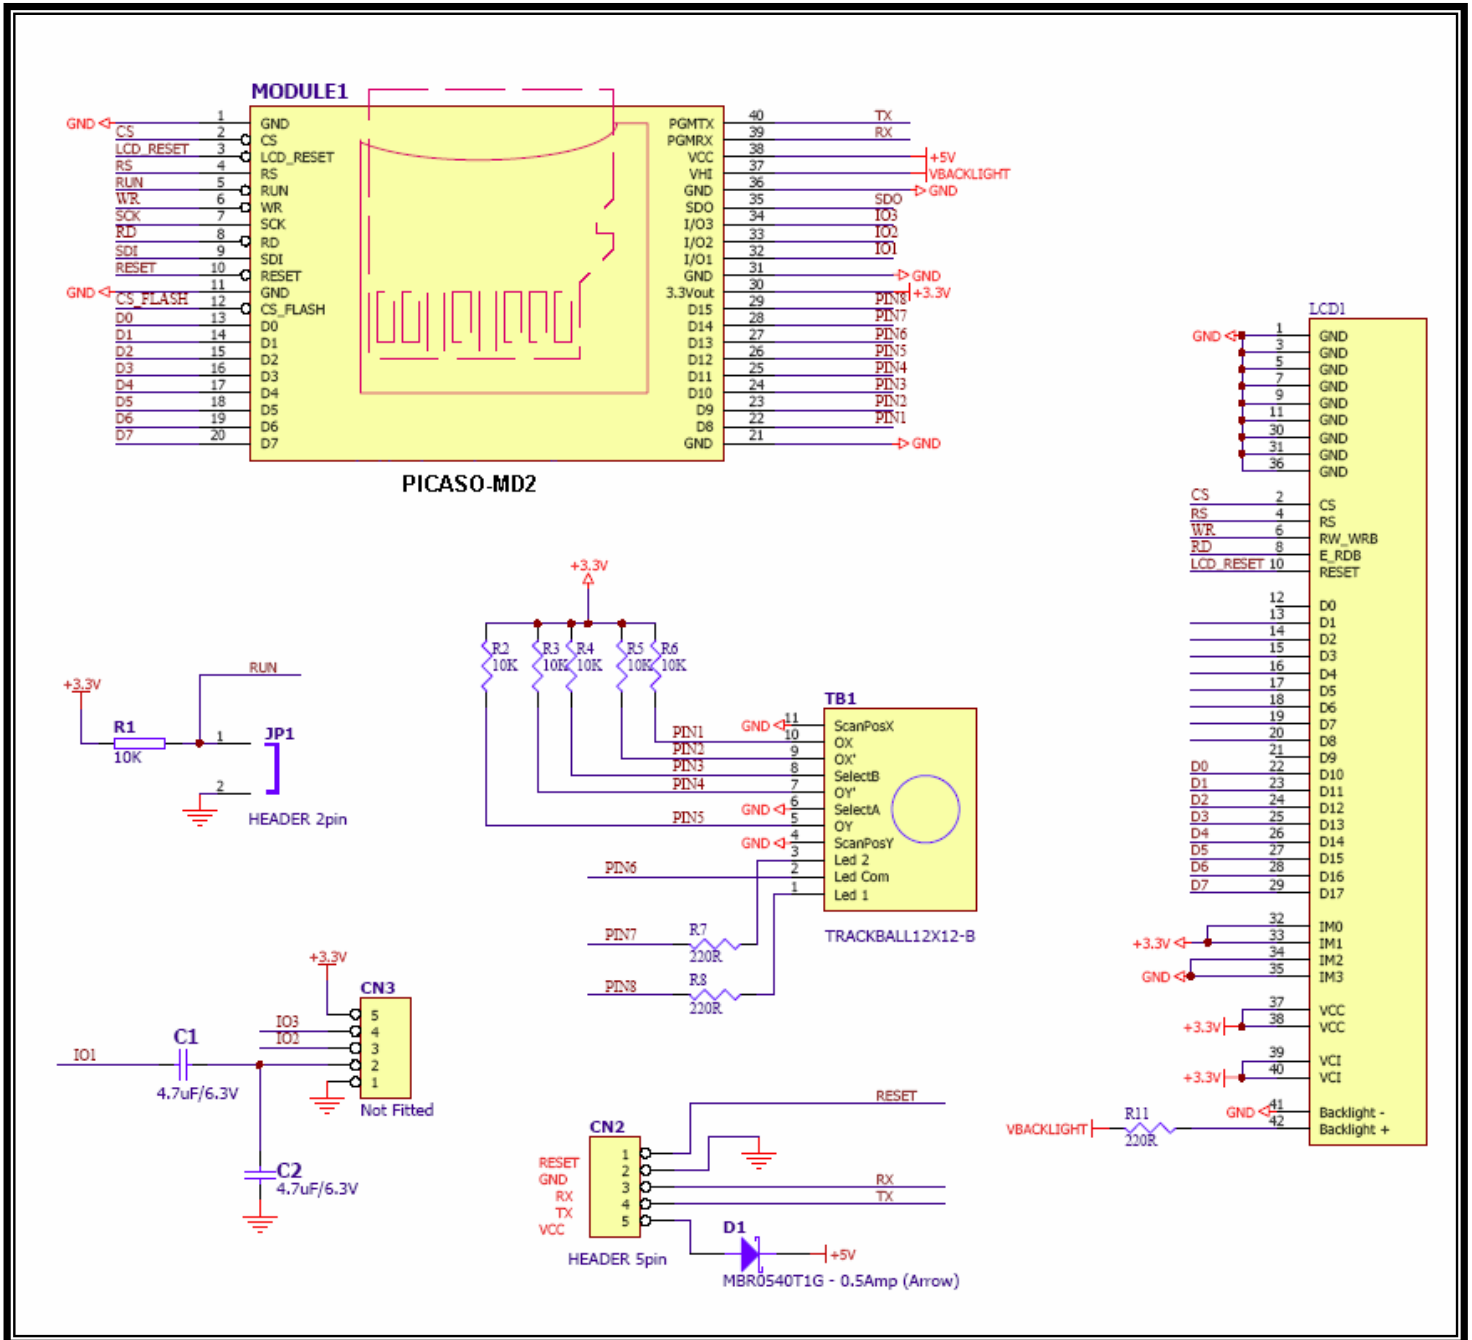 MODULE1
GND 1 GND PGMTX 40 TX
CS 2 CS PGMRX 39 RX
LCD_RESET 3 LCD_RESET VCC 38 +5V
RS 4 RS VHI 37 VBACKLIGHT
RUN 5 RUN GND 36 GND
WR 6 WR SDO 35 SDO
SCK 7 SCK I/O3 34 IO3
RD 8 RD I/O2 33 IO2
SDI 9 SDI I/O1 32 IO1
RESET 10 RESET GND 31 GND
GND 11 GND 3.3Vout 30 +3.3V
CS_FLASH 12 CS_FLASH D15 29 PIN8
D0 13 D0 D14 28 PIN7
D1 14 D1 D13 27 PIN6
D2 15 D2 D12 26 PIN5
D3 16 D3 D11 25 PIN4
D4 17 D4 D10 24 PIN3
D5 18 D5 D9 23 PIN2
D6 19 D6 D8 22 PIN1
D7 20 D7 GND 21 GND
PICASO-MD2
LCD1
GND 1 GND
3 GND
5 GND
7 GND
9 GND
11 GND
30 GND
31 GND
36 GND
CS 2 CS
RS 4 RS
WR 6 RW_WRB
RD 8 E_RDB
LCD_RESET 10 RESET
12 D0
13 D1
14 D2
15 D3
16 D4
17 D5
18 D6
19 D7
20 D8
21 D9
D0 22 D10
D1 23 D11
D2 24 D12
D3 25 D13
D4 26 D14
D5 27 D15
D6 28 D16
D7 29 D17
32 IM0
+3.3V 33 IM1
34 IM2
GND 35 IM3
37 VCC
+3.3V 38 VCC
39 VCI
+3.3V 40 VCI
GND 41 Backlight -
VBACKLIGHT R11 220R 42 Backlight +
+3.3V
R2 R3 R4 R5 R6
10K 10K 10K 10K 10K
TB1
GND 11 ScanPosX
PIN1 10 OX
PIN2 9 OX'
PIN3 8 SelectB
PIN4 7 OY'
GND 6 SelectA
PIN5 5 OY
GND 4 ScanPosY
3 Led 2
PIN6 2 Led Com
1 Led 1
TRACKBALL12X12-B
PIN7 R7 220R
PIN8 R8 220R
RUN
+3.3V
R1
10K
1 JP1
2
HEADER 2pin
+3.3V
CN3
5
IO3 4
IO2 3
IO1 C1 2
4.7uF/6.3V 1
Not Fitted
C2
4.7uF/6.3V
CN2
RESET
RESET 1
GND 2
RX 3 RX
TX 4 TX
VCC 5
D1
+5V
HEADER 5pin
MBR0540T1G - 0.5Amp (Arrow)